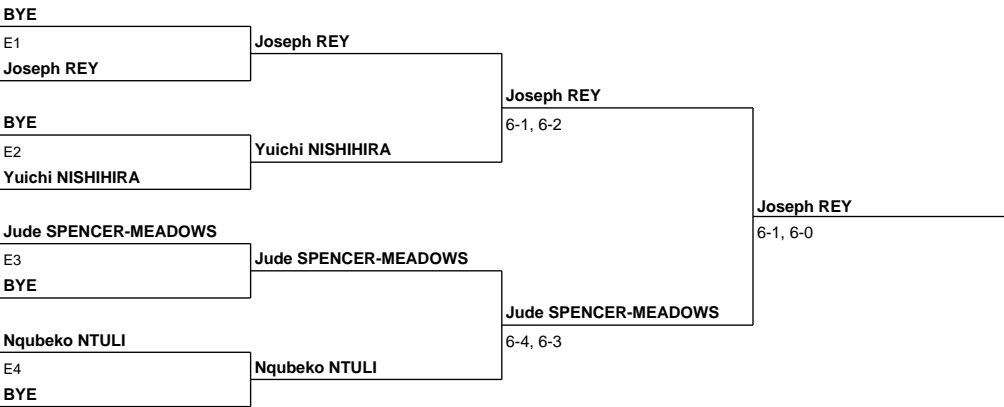 BYE
E1
Joseph REY
BYE
E2
Yuichi NISHIHIRA
Jude SPENCER-MEADOWS
E3
BYE
Nqubeko NTULI
E4
BYE
Joseph REY
Yuichi NISHIHIRA
Jude SPENCER-MEADOWS
Nqubeko NTULI
Joseph REY
6-1, 6-2
Jude SPENCER-MEADOWS
6-4, 6-3
Joseph REY
6-1, 6-0